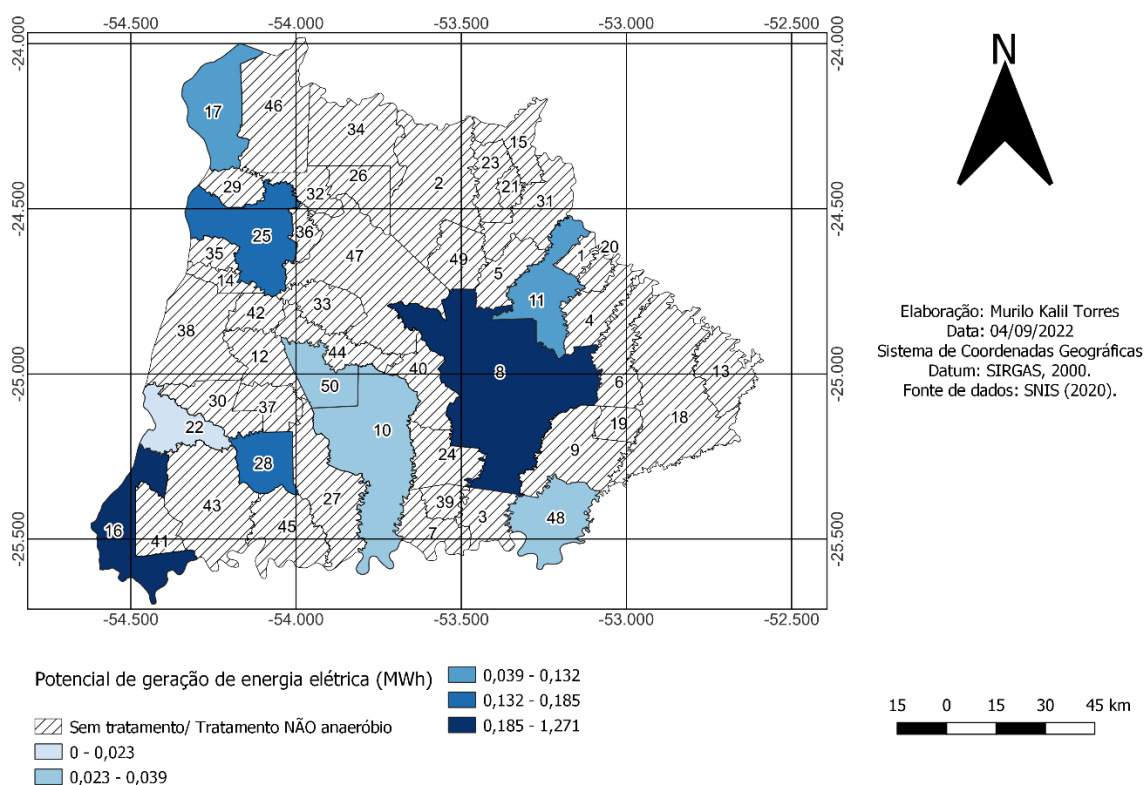 -54.500 -54.000 -53.500 -53.000 -52.500
-24.000 -24.000
N
17 46
34 15
23
29 32 26 2 21
31
-24.500 -24.500
25 36
35 47 49 5 1 20
14 11
42 33 4
38
12 44
-25.000 40 8 6 13 -25.000
50
30 37 19 18
22 10
28 24 9
43 27 39
16 45 3 48
41 7
-25.500 -25.500
-54.500 -54.000 -53.500 -53.000 -52.500
Elaboração: Murilo Kalil Torres
Data: 04/09/2022
Sistema de Coordenadas Geográficas
Datum: SIRGAS, 2000.
Fonte de dados: SNIS (2020).
Potencial de geração de energia elétrica (MWh)
Sem tratamento/ Tratamento NÃO anaeróbio
0 - 0,023
0,023 - 0,039
0,039 - 0,132
0,132 - 0,185
0,185 - 1,271
15 0 15 30 45 km